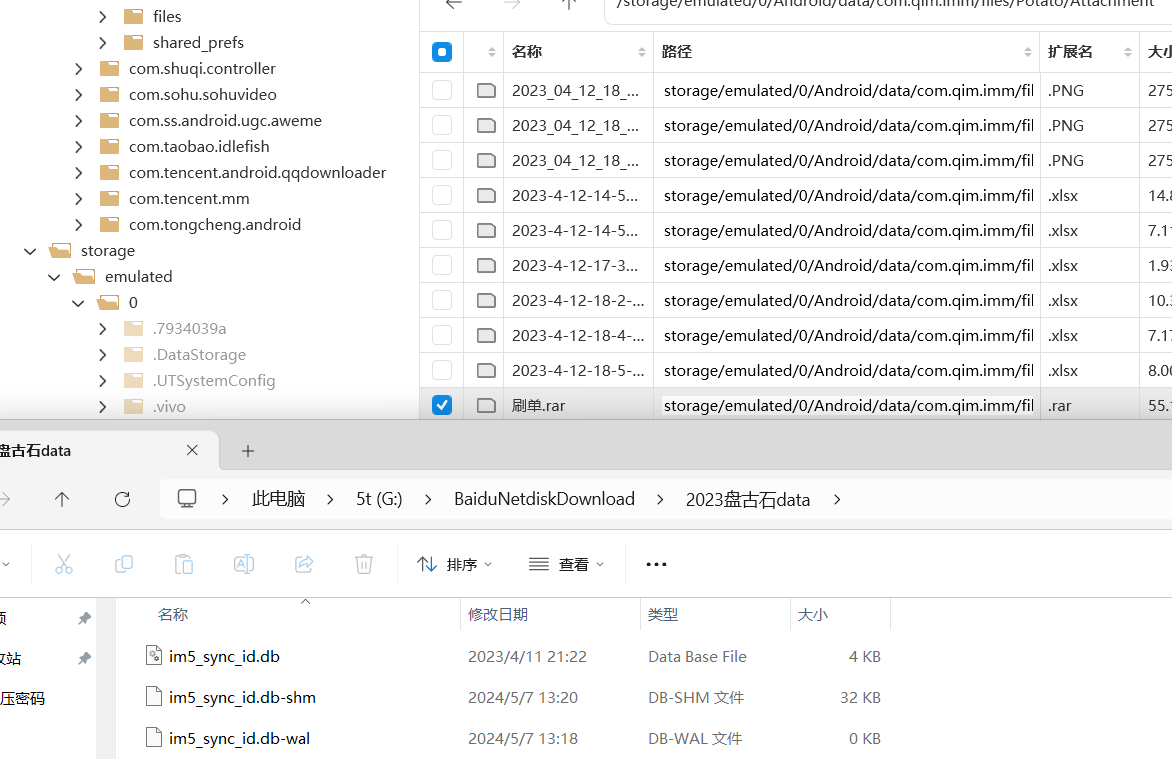 files
shared_prefs
com.shuqi.controller
com.sohu.sohuvideo
com.ss.android.ugc.aweme
com.taobao.idlefish
com.tencent.android.qqdownloader
com.tencent.mm
com.tongcheng.android
storage
emulated
0
.7934039a
.DataStorage
.UTSystemConfig
.vivo
/storage/emulated/0/Android/data/com.qim.imm/files/Potato/Attachment
名称 路径 扩展名 大小
2023_04_12_18_... storage/emulated/0/Android/data/com.qim.imm/fil .PNG 275
2023_04_12_18_... storage/emulated/0/Android/data/com.qim.imm/fil .PNG 275
2023_04_12_18_... storage/emulated/0/Android/data/com.qim.imm/fil .PNG 275
2023-4-12-14-5... storage/emulated/0/Android/data/com.qim.imm/fil .xlsx 14.8
2023-4-12-14-5... storage/emulated/0/Android/data/com.qim.imm/fil .xlsx 7.11
2023-4-12-17-3... storage/emulated/0/Android/data/com.qim.imm/fil .xlsx 1.93
2023-4-12-18-2-... storage/emulated/0/Android/data/com.qim.imm/fil .xlsx 10.3
2023-4-12-18-4-... storage/emulated/0/Android/data/com.qim.imm/fil .xlsx 7.17
2023-4-12-18-5-... storage/emulated/0/Android/data/com.qim.imm/fil .xlsx 8.00
刷单.rar storage/emulated/0/Android/data/com.qim.imm/fil .rar 55.
盘古石data
此电脑 5t (G:) BaiduNetdiskDownload 2023盘古石data
排序 查看
名称 修改日期 类型 大小
im5_sync_id.db 2023/4/11 21:22 Data Base File 4 KB
im5_sync_id.db-shm 2024/5/7 13:20 DB-SHM 文件 32 KB
im5_sync_id.db-wal 2024/5/7 13:18 DB-WAL 文件 0 KB
站
压密码